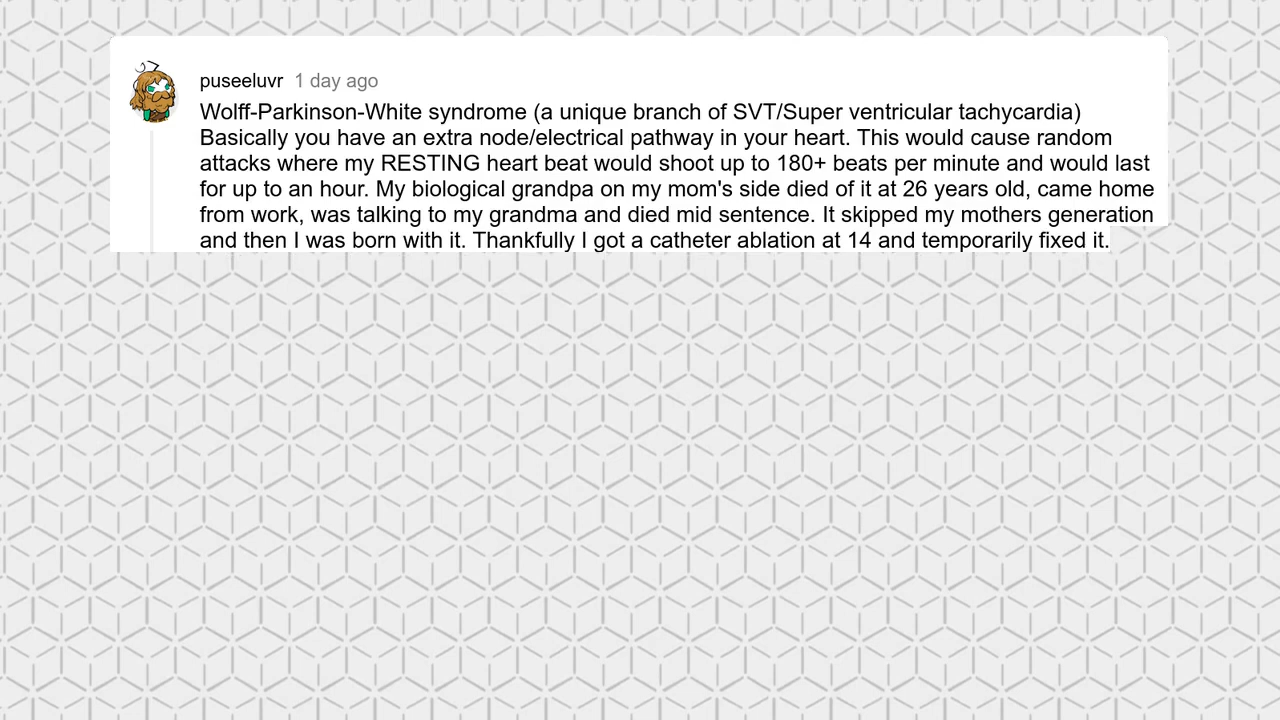 puseeluvr 1 day ago
Wolff-Parkinson-White syndrome (a unique branch of SVT/Super ventricular tachycardia)
Basically you have an extra node/electrical pathway in your heart. This would cause random
attacks where my RESTING heart beat would shoot up to 180+ beats per minute and would last
for up to an hour. My biological grandpa on my mom's side died of it at 26 years old, came home
from work, was talking to my grandma and died mid sentence. It skipped my mothers generation
and then I was born with it. Thankfully I got a catheter ablation at 14 and temporarily fixed it.